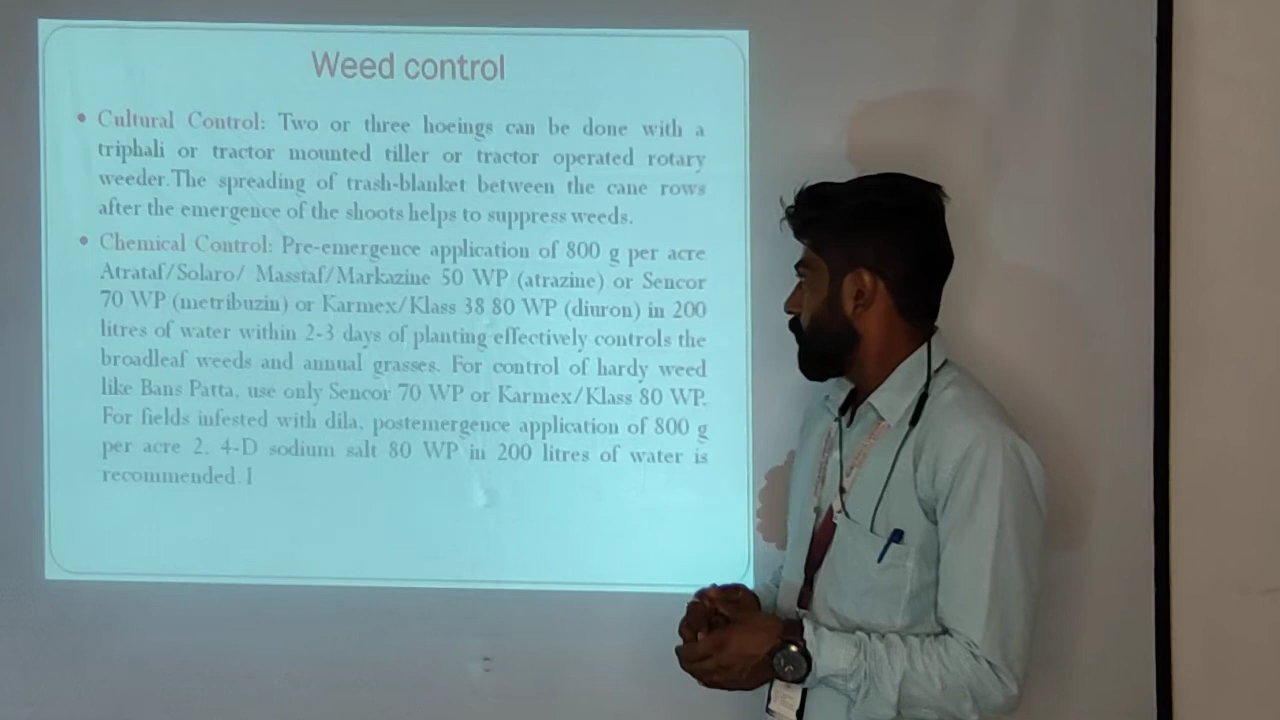 Weed control
• Cultural Control: Two or three hoeings can be done with a
triphali or tractor mounted tiller or tractor operated rotary
weeder.The spreading of trash-blanket between the cane rows
after the emergence of the shoots helps to suppress weeds.
• Chemical Control: Pre-emergence application of 800 g per acre
Atrataf/Solaro/ Masstaf/Markazine 50 WP (atrazine) or Sencor
70 WP (metribuzin) or Karmex/Klass 38 80 WP (diuron) in 200
litres of water within 2-3 days of planting effectively controls the
broadleaf weeds and annual grasses. For control of hardy weed
like Bans Patta, use only Sencor 70 WP or Karmex/Klass 80 WP.
For fields infested with dila, postemergence application of 800 g
per acre 2, 4-D sodium salt 80 WP in 200 litres of water is
recommended. I